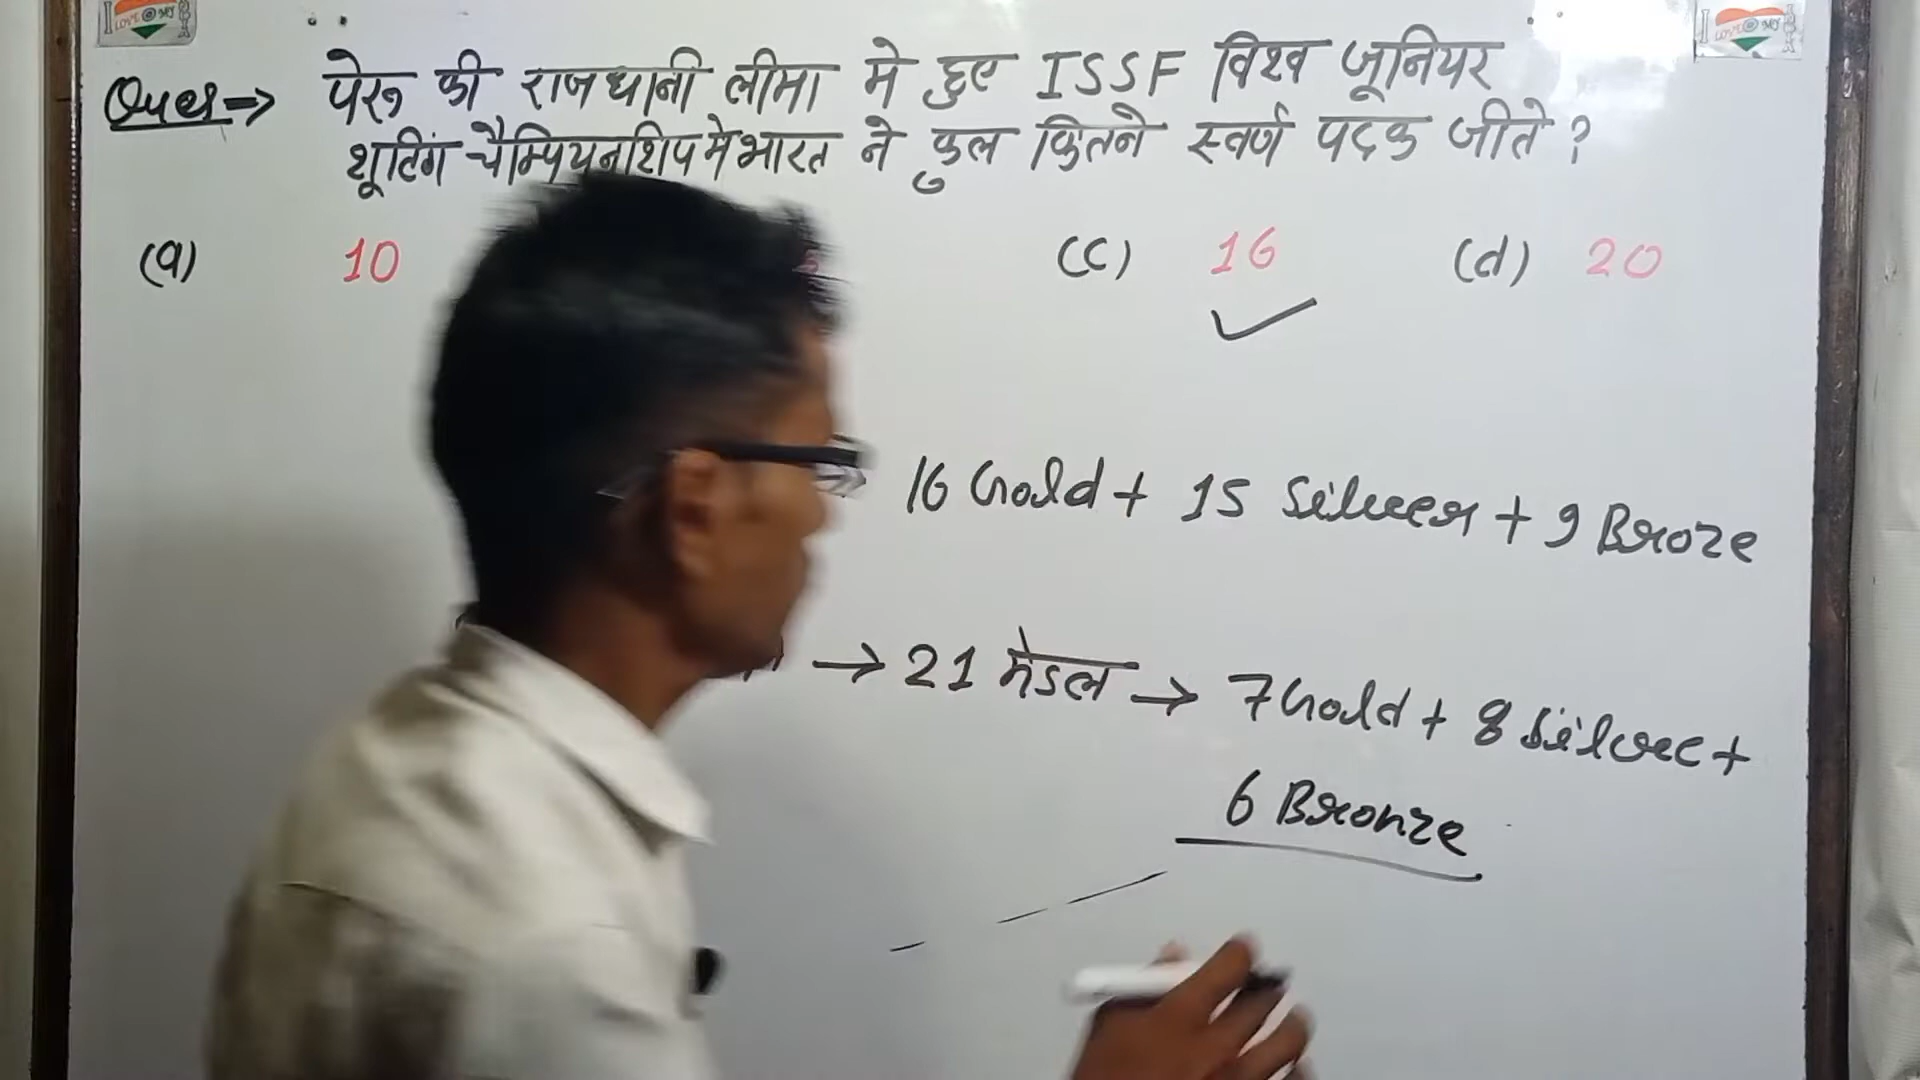 Ques⇒ पेरू की राजधानी लीमा मे हुए ISSF विश्व जूनियर
शूटिंग चैम्पियनशिप मे भारत ने कुल कितने स्वर्ण पदक जीते ?
(a) 10 (c) 16 (d) 20
16 Gold + 15 Silver + 9 Broze
→ 21 मेडल → 7 Gold + 8 Silver +
6 Bronze